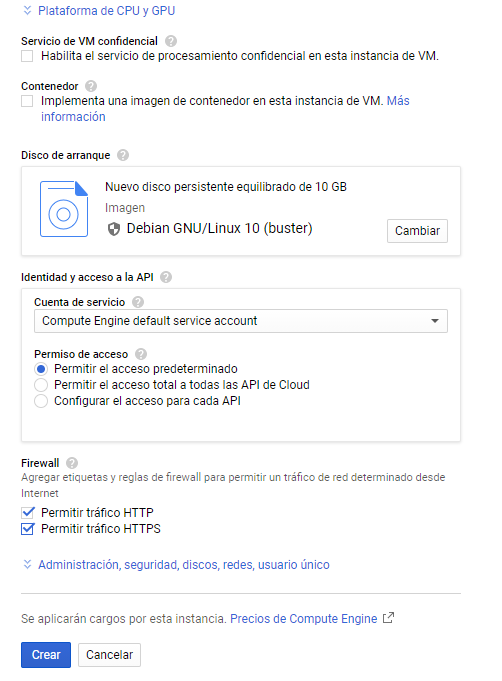 Plataforma de CPU y GPU
Servicio de VM confidencial
Habilita el servicio de procesamiento confidencial en esta instancia de VM.
Contenedor
Implementa una imagen de contenedor en esta instancia de VM. Más
información
Disco de arranque
Nuevo disco persistente equilibrado de 10 GB
Imagen
Debian GNU/Linux 10 (buster)
Cambiar
Identidad y acceso a la API
Cuenta de servicio
Compute Engine default service account
Permiso de acceso
Permitir el acceso predeterminado
Permitir el acceso total a todas las API de Cloud
Configurar el acceso para cada API
Firewall
Agregar etiquetas y reglas de firewall para permitir un tráfico de red determinado desde
Internet
Permitir tráfico HTTP
Permitir tráfico HTTPS
Administración, seguridad, discos, redes, usuario único
Se aplicarán cargos por esta instancia. Precios de Compute Engine
Crear
Cancelar